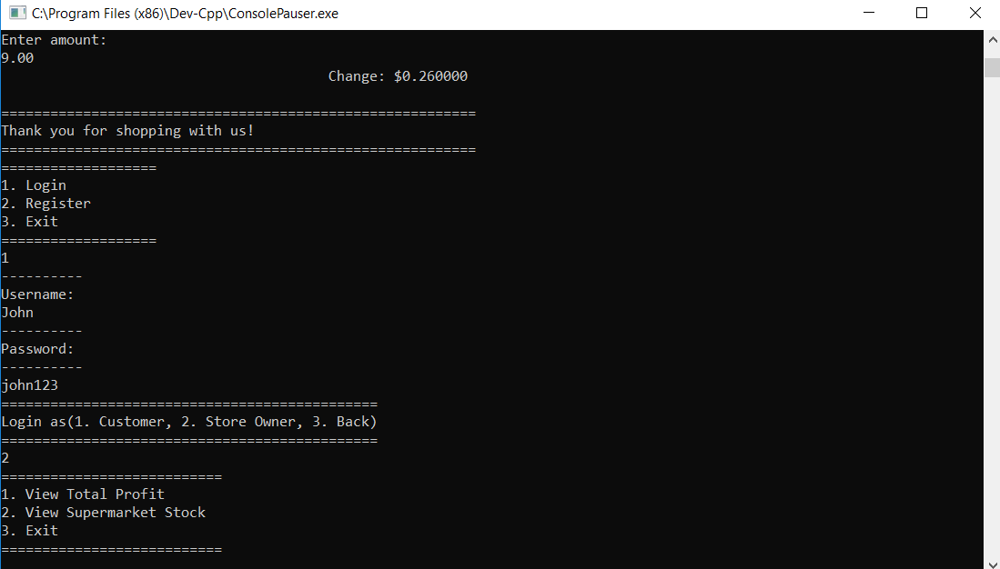 C:\Program Files (x86)\Dev-Cpp\ConsolePauser.exe
Enter amount:
9.00
Change: $0.260000
==========================================================
Thank you for shopping with us!
==========================================================
===================
1. Login
2. Register
3. Exit
===================
1
----------
Username:
John
----------
Password:
----------
john123
==============================================
Login as(1. Customer, 2. Store Owner, 3. Back)
==============================================
2
===========================
1. View Total Profit
2. View Supermarket Stock
3. Exit
===========================